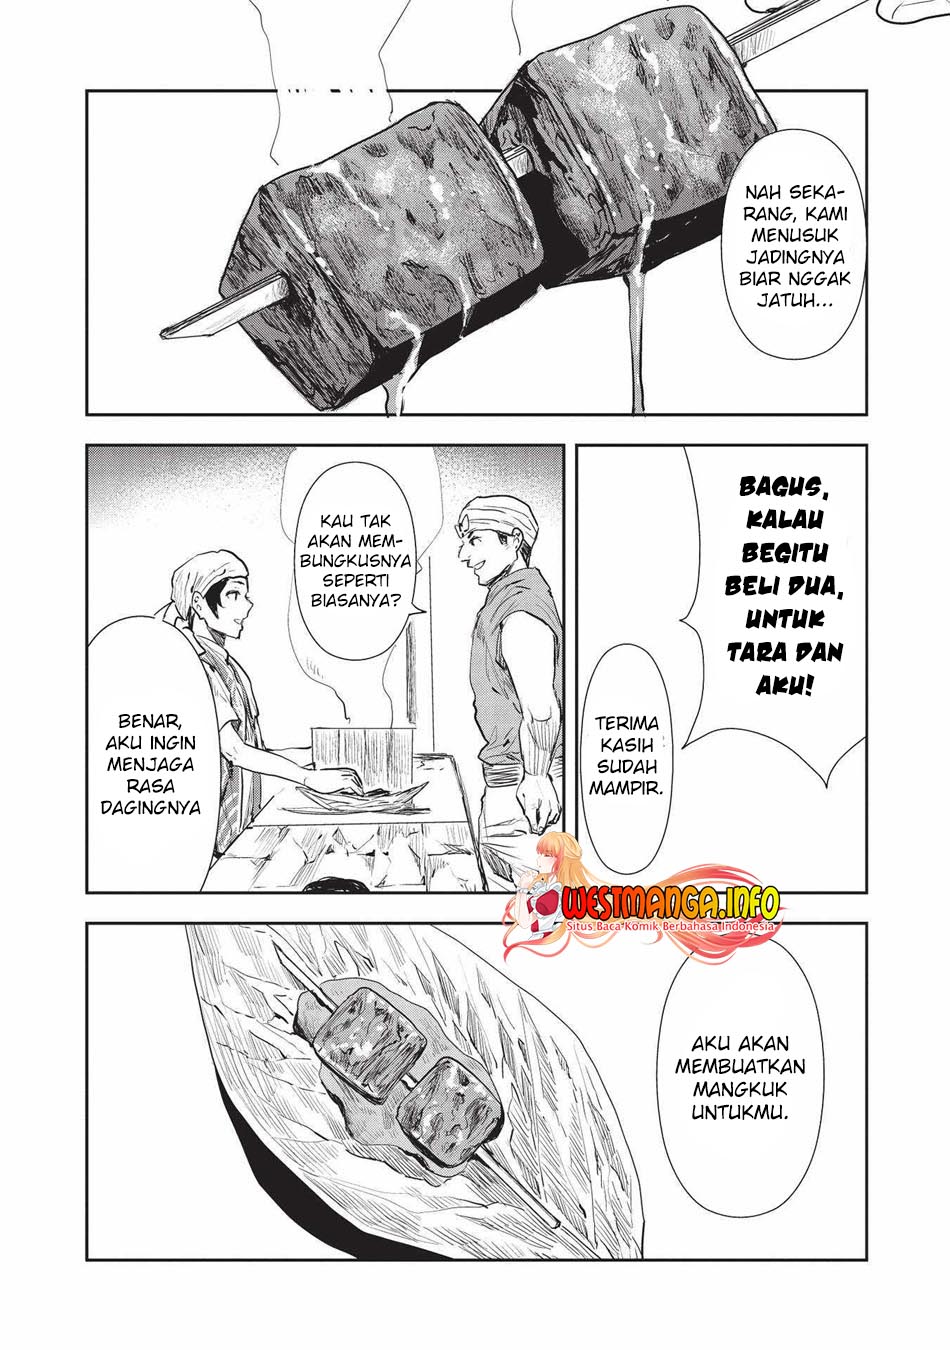 NAH SEKA-
RANG, KAMI
MENUSUK
JADINGNYA
BIAR NGGAK
JATUH...
BAGUS,
KALAU
BEGITU
BELI DUA,
UNTUK
TARA DAN
AKU!
TERIMA
KASIH
SUDAH
MAMPIR.
KAU TAK
AKAN MEM-
BUNGKUSNYA
SEPERTI
BIASANYA?
BENAR,
AKU INGIN
MENJAGA
RASA
DAGINGNYA
WESTMANGA.INFO
Situs Baca Komik Berbahasa Indonesia
AKU AKAN
MEMBUATKAN
MANGKUK
UNTUKMU.